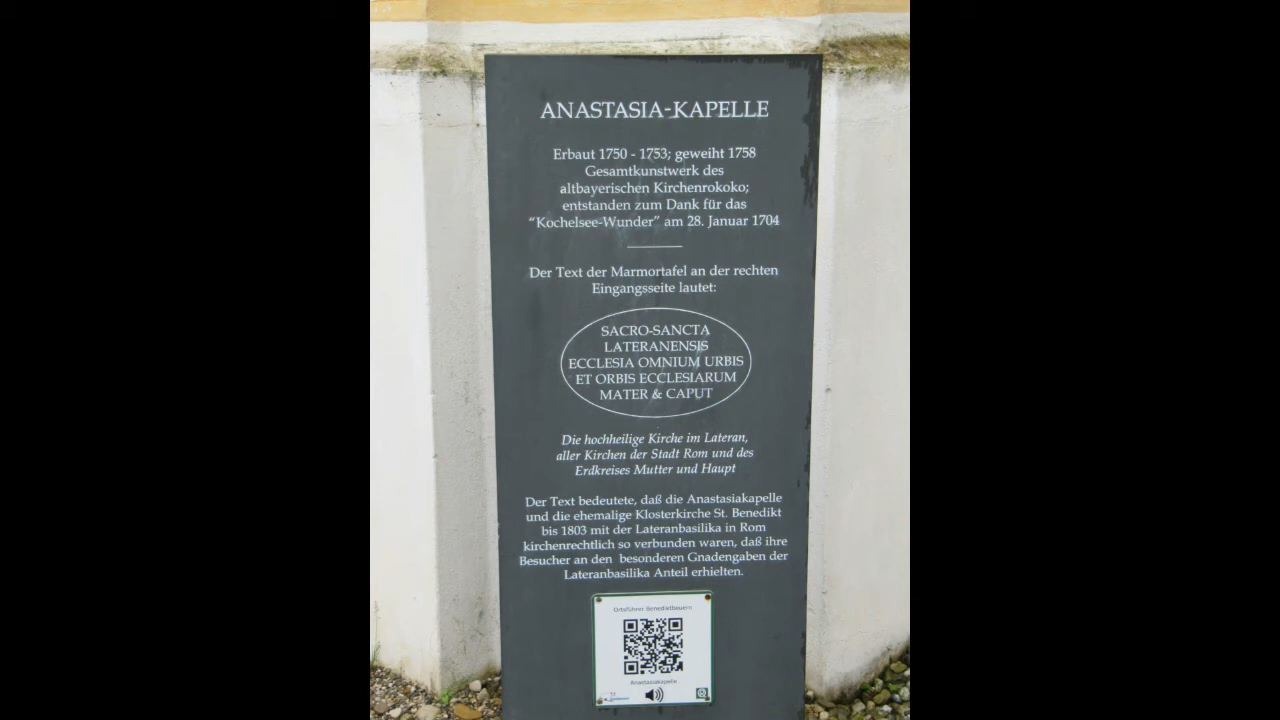 ANASTASIA-KAPELLE
Erbaut 1750 - 1753; geweiht 1758
Gesamtkunstwerk des
altbayerischen Kirchenrokoko;
entstanden zum Dank für das
“Kochelsee-Wunder” am 28. Januar 1704
Der Text der Marmortafel an der rechten
Eingangsseite lautet:
SACRO-SANCTA
LATERANENSIS
ECCLESIA OMNIUM URBIS
ET ORBIS ECCLESIARUM
MATER & CAPUT
Die hochheilige Kirche im Lateran,
aller Kirchen der Stadt Rom und des
Erdkreises Mutter und Haupt
Der Text bedeutete, daß die Anastasiakapelle
und die ehemalige Klosterkirche St. Benedikt
bis 1803 mit der Lateranbasilika in Rom
kirchenrechtlich so verbunden waren, daß ihre
Besucher an den besonderen Gnadengaben der
Lateranbasilika Anteil erhielten.
Ortsführer Benediktbeuern
Anastasiakapelle